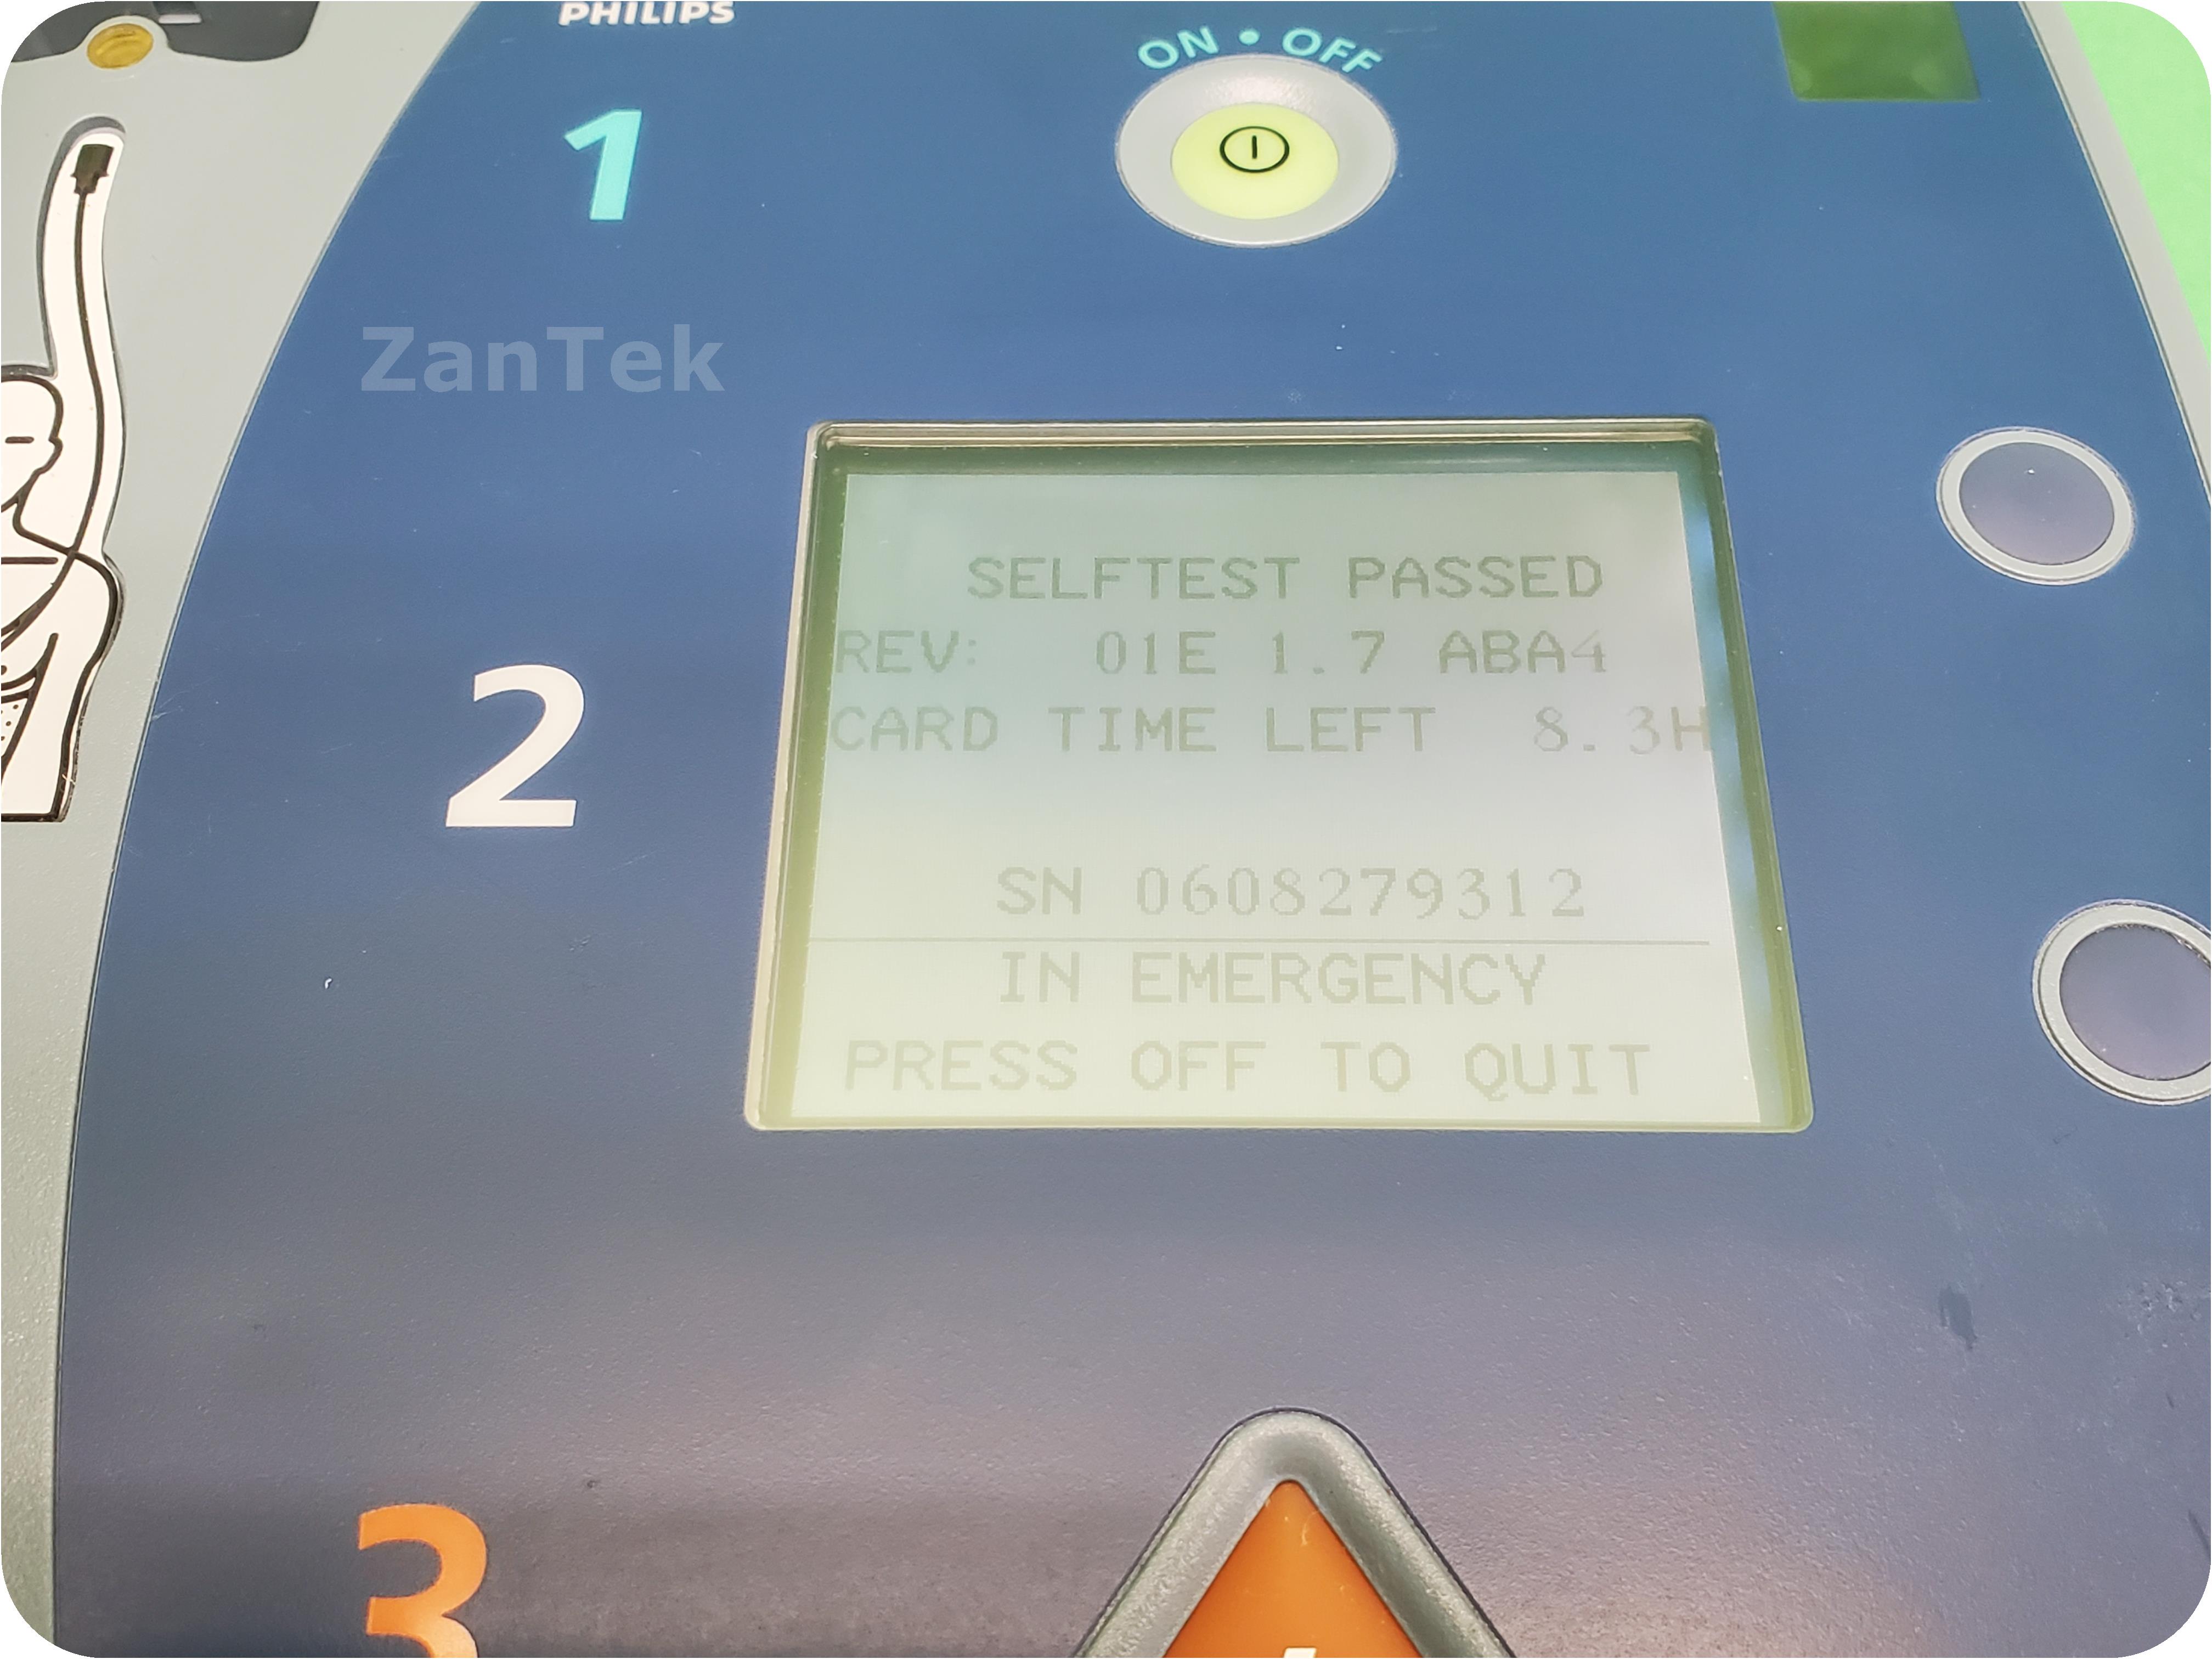 PHILIPS
ON • OFF
1
ZanTek
SELFTEST PASSED
REV: 01E 1.7 ABA4
CARD TIME LEFT 8.3H
2
SN 0608279312
IN EMERGENCY
PRESS OFF TO QUIT
3